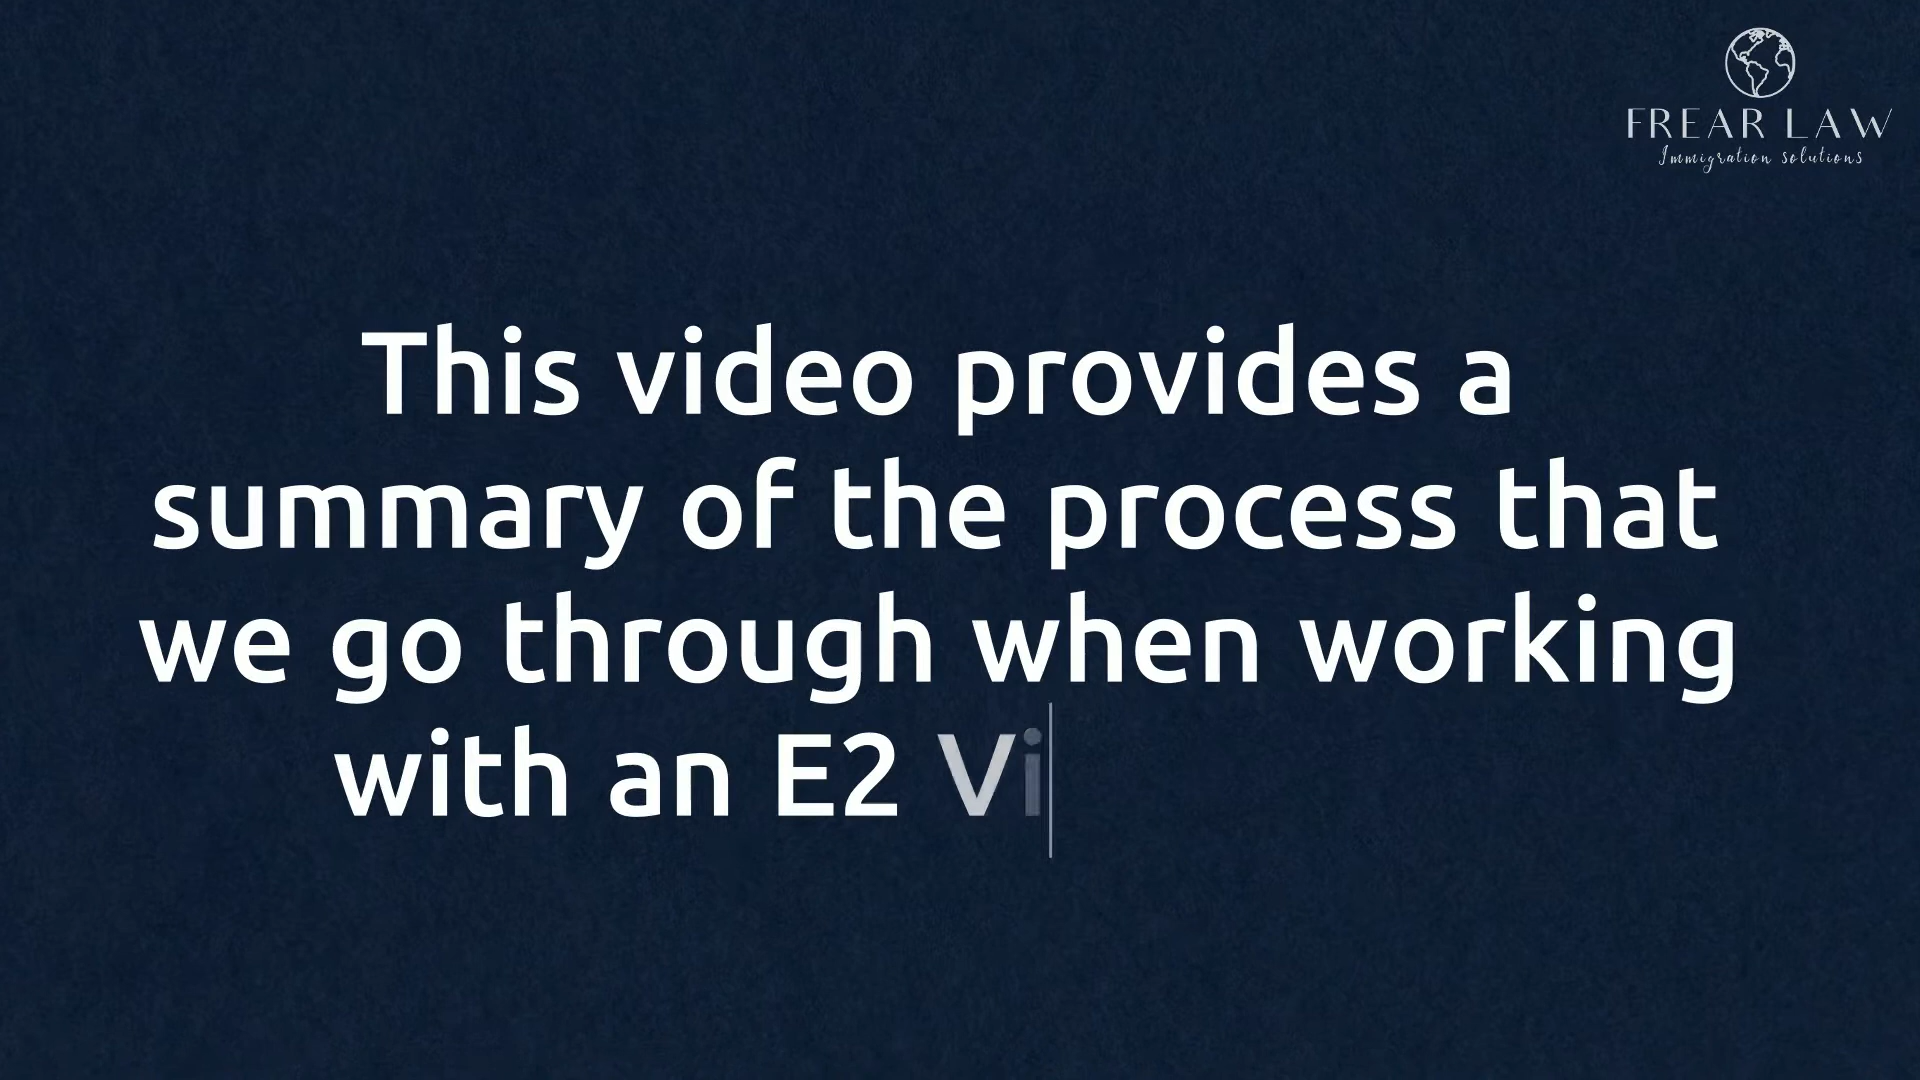 FREAR LAW
Immigration solutions
This video provides a
summary of the process that
we go through when working
with an E2 Vi